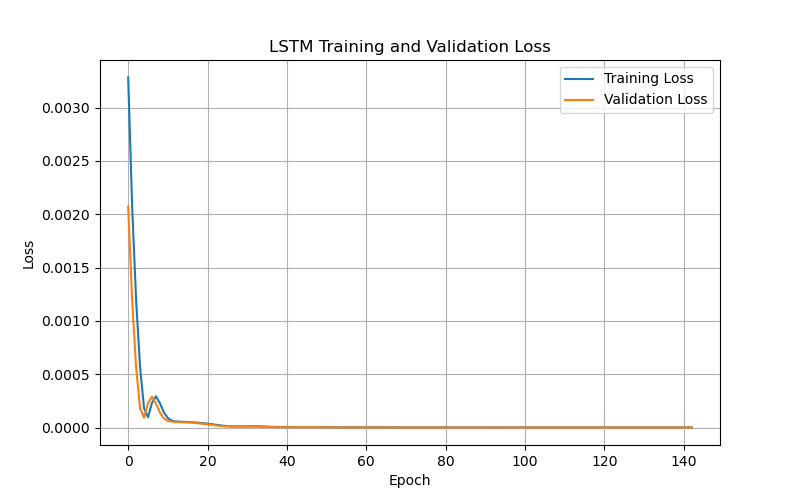 LSTM Training and Validation Loss
Training Loss
Validation Loss
0.0030
0.0025
0.0020
0.0015
0.0010
0.0005
0.0000
Loss
0 20 40 60 80 100 120 140
Epoch